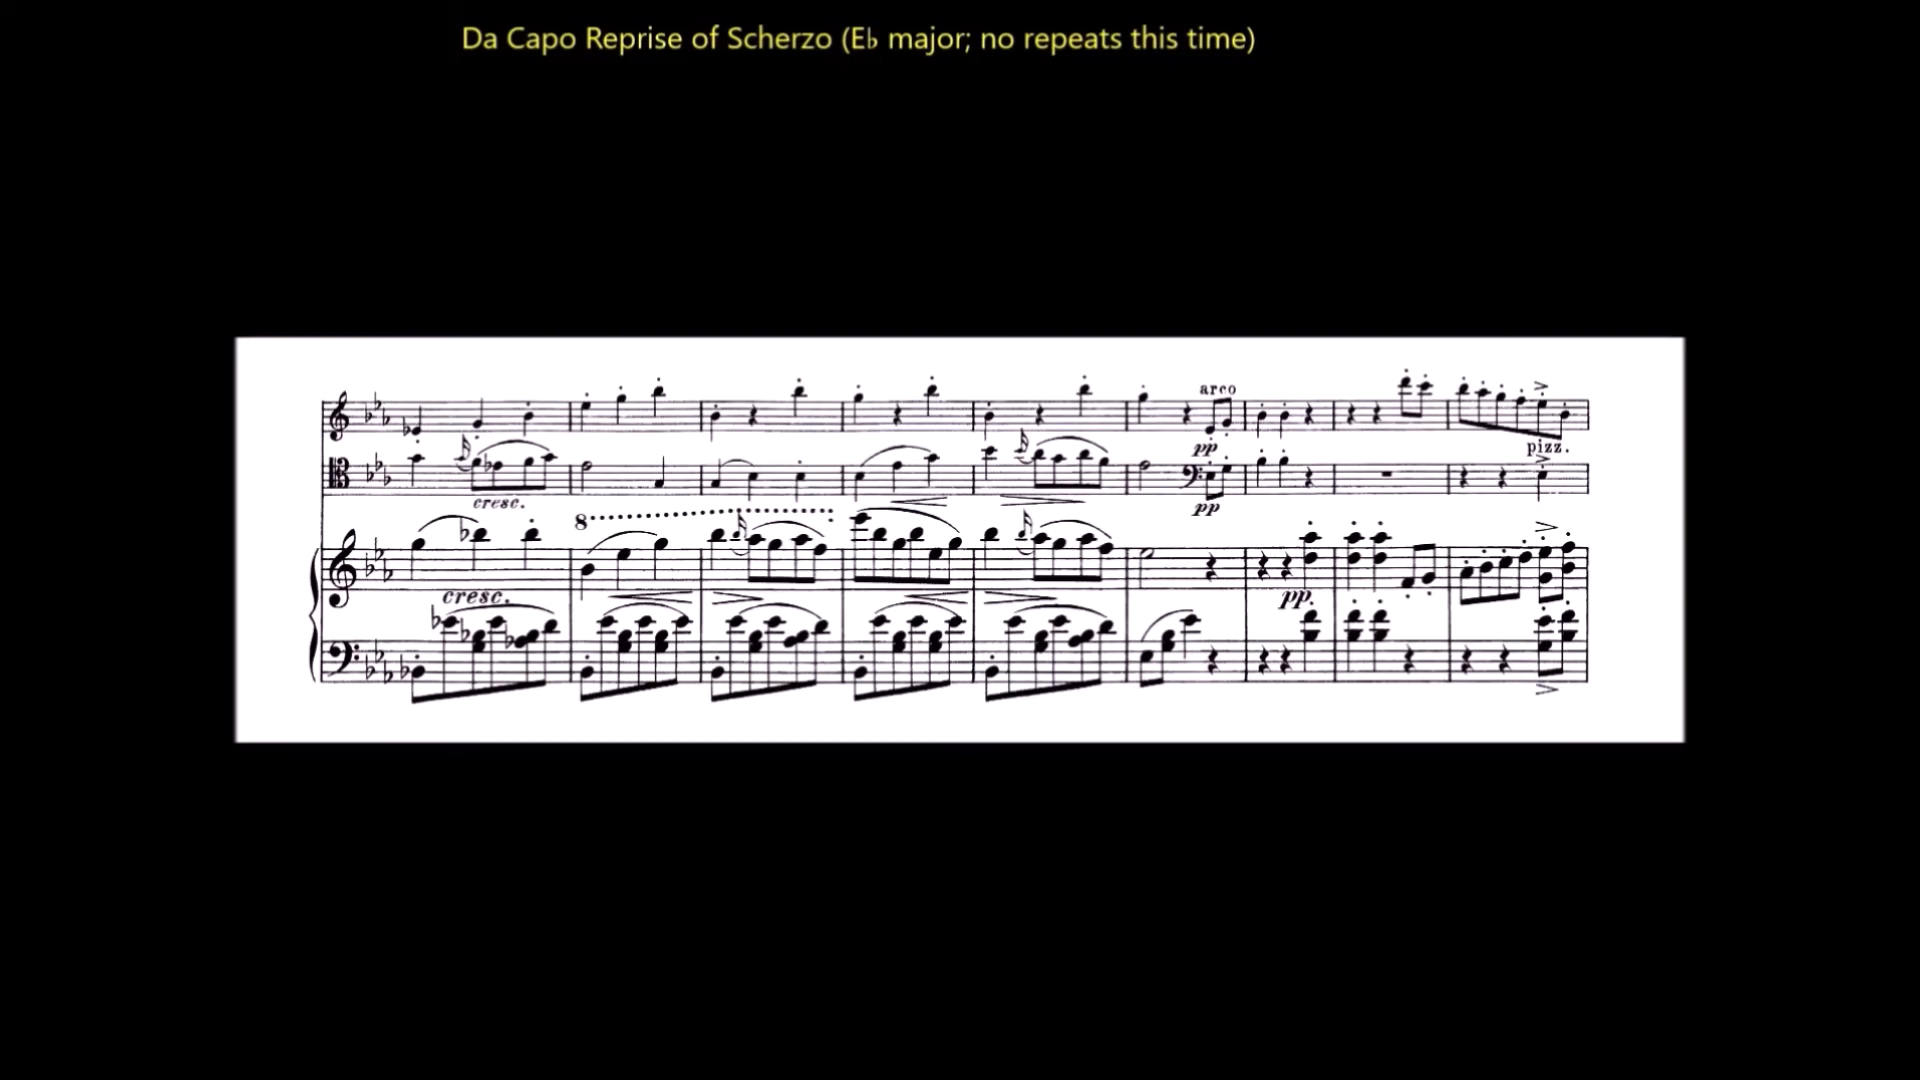 Da Capo Reprise of Scherzo (E♭ major; no repeats this time)
arco
pp
pizz.
cresc.
pp
8
cresc.
pp